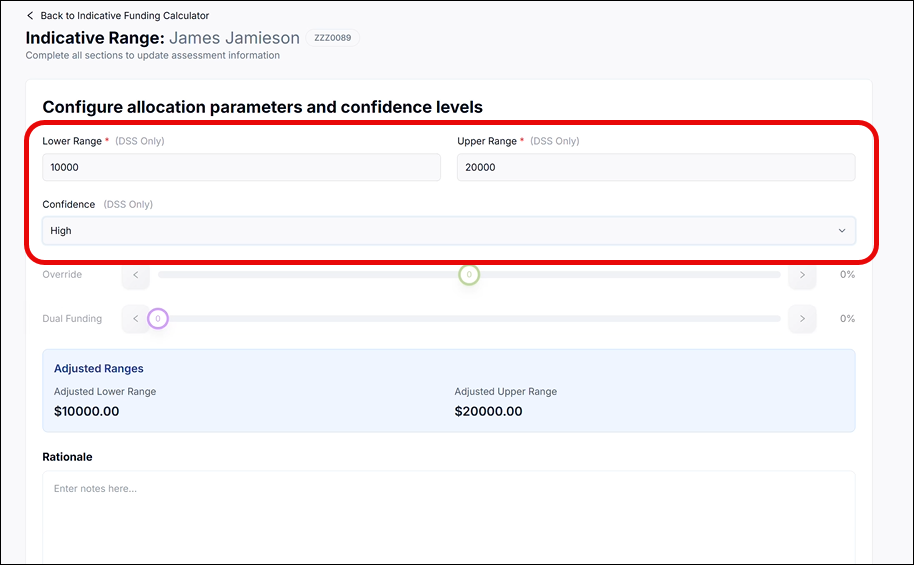 Back to Indicative Funding Calculator
Indicative Range: James Jamieson ZZZ0089
Complete all sections to update assessment information
Configure allocation parameters and confidence levels
Lower Range * (DSS Only) Upper Range * (DSS Only)
10000 20000
Confidence (DSS Only)
High
Override < 0 > 0%
Dual Funding < 0 > 0%
Adjusted Ranges
Adjusted Lower Range Adjusted Upper Range
$10000.00 $20000.00
Rationale
Enter notes here...